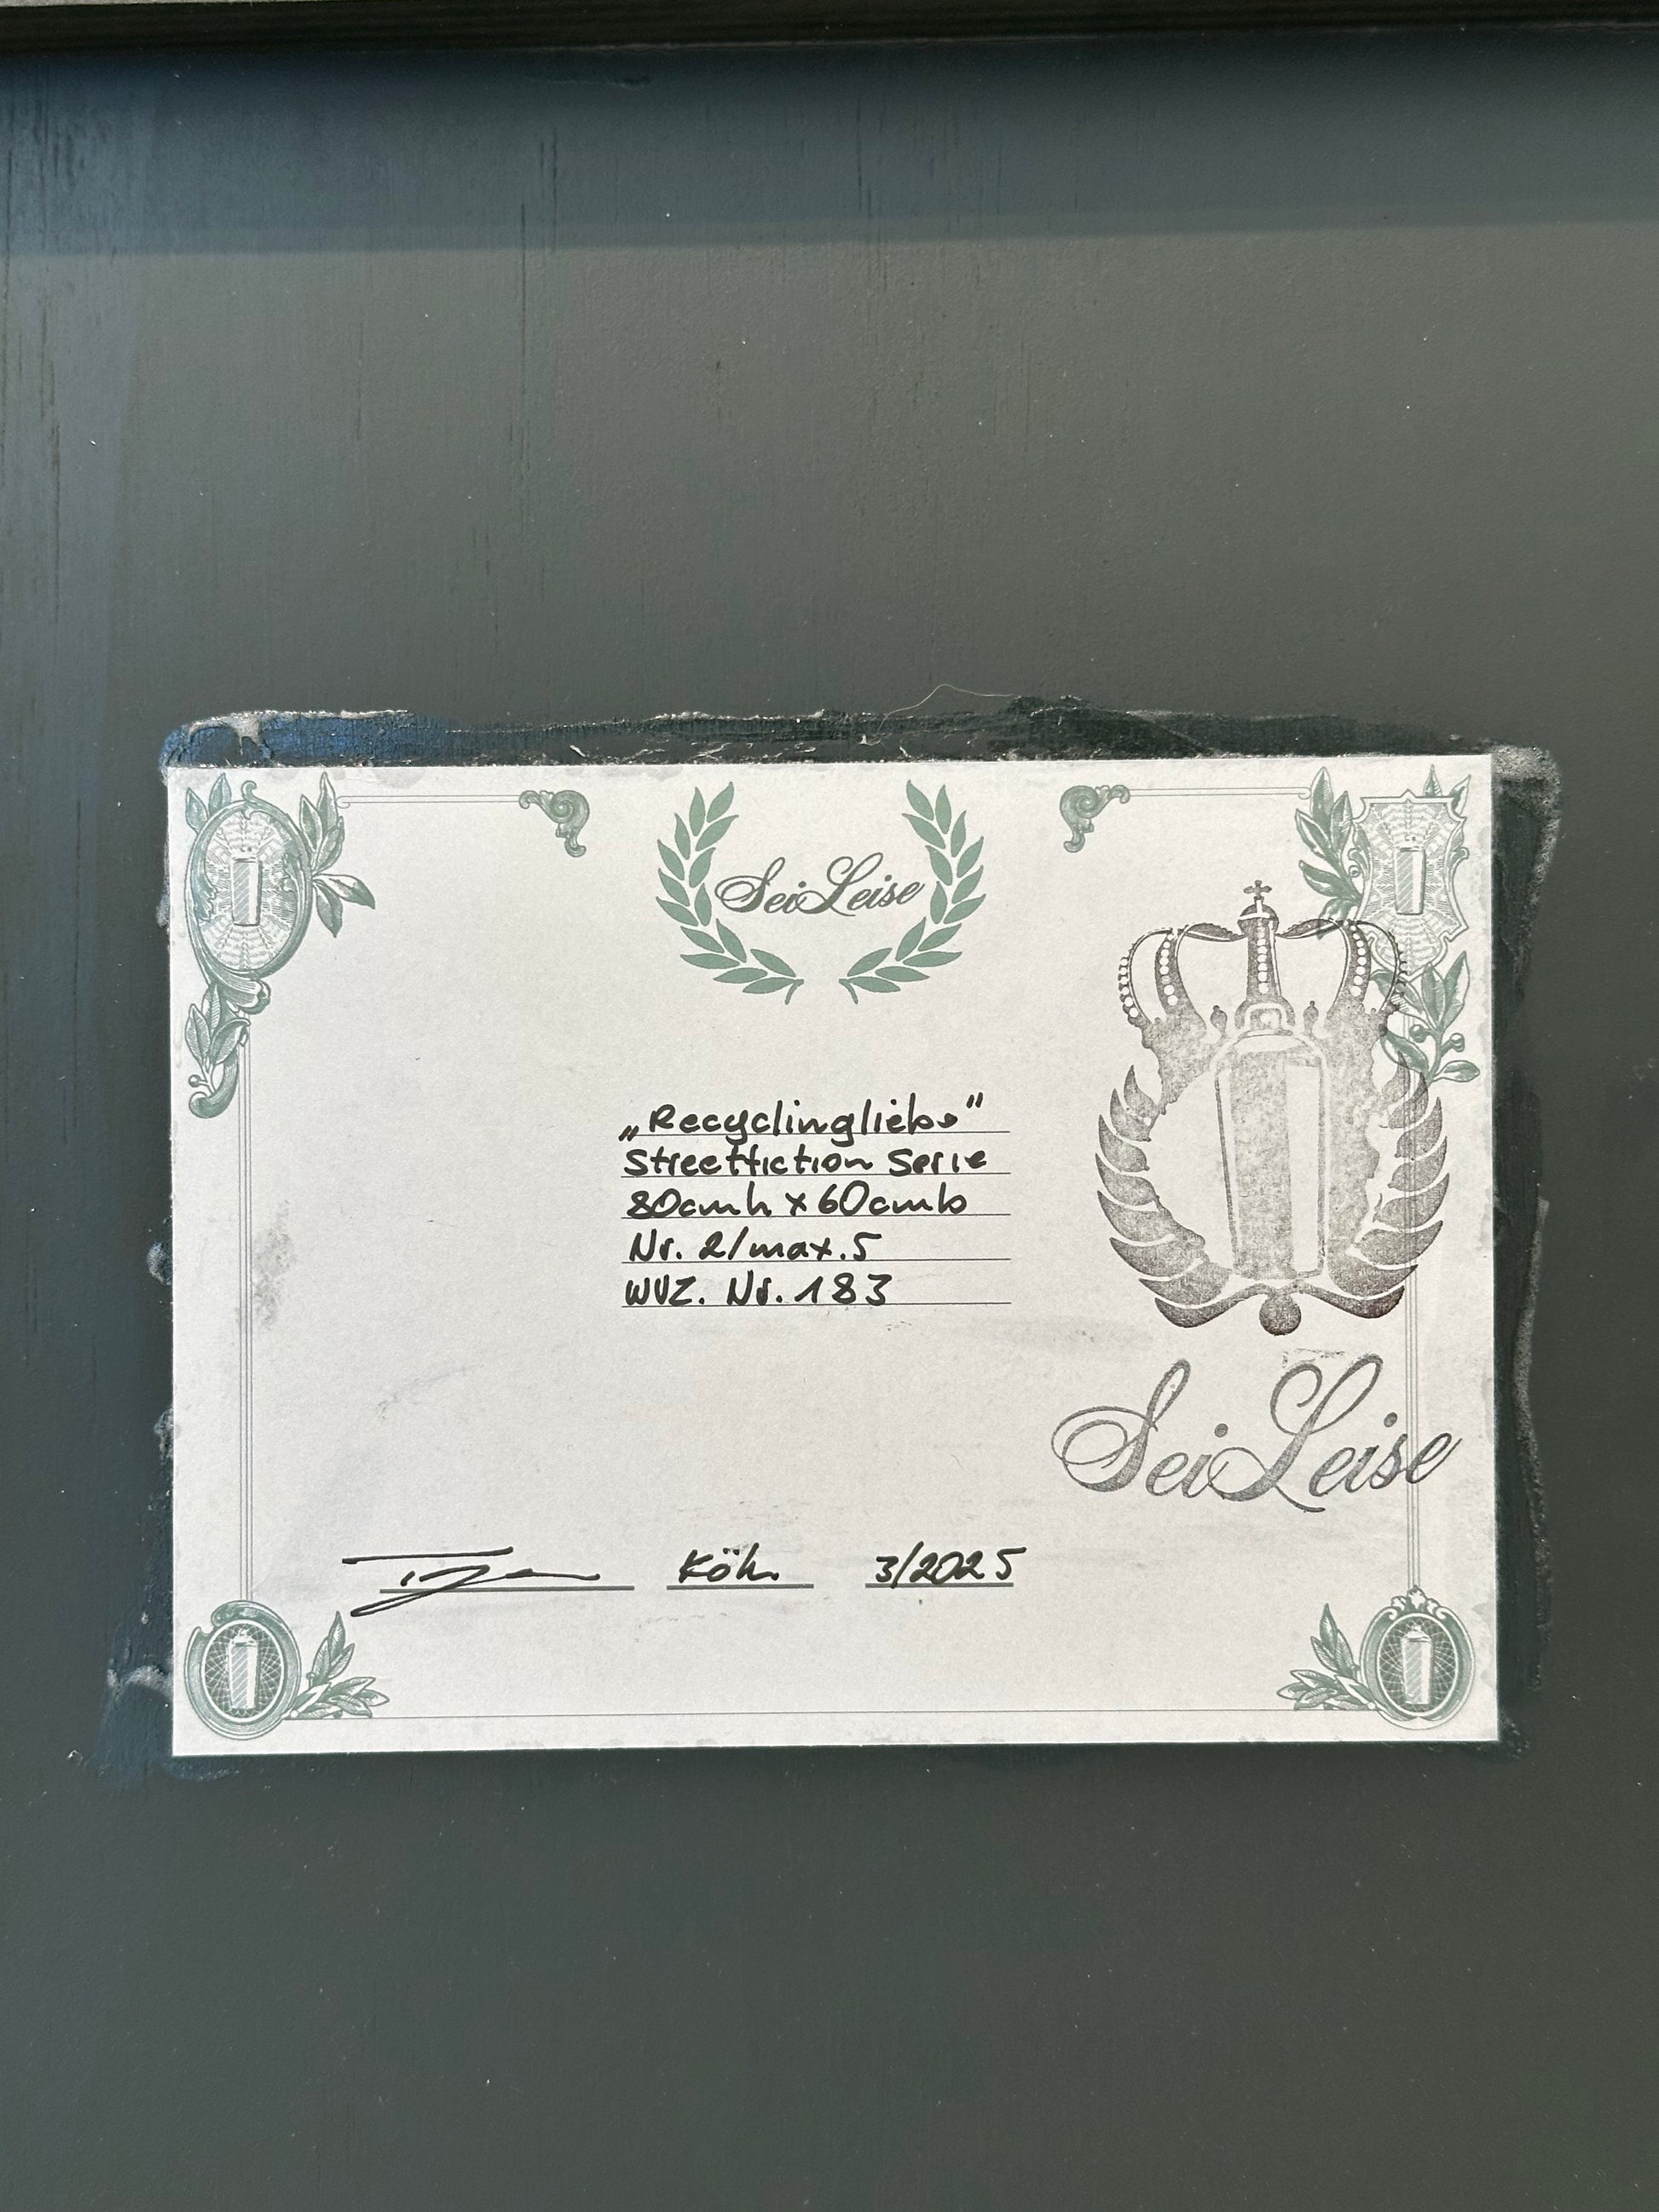 SeiLeise
„Recyclingliebe“
Streetfiction Serie
80cmh x 60cmb
Nr. 2/max.5
WVZ. Nr. 183
SeiLeise
Köln 3/2025